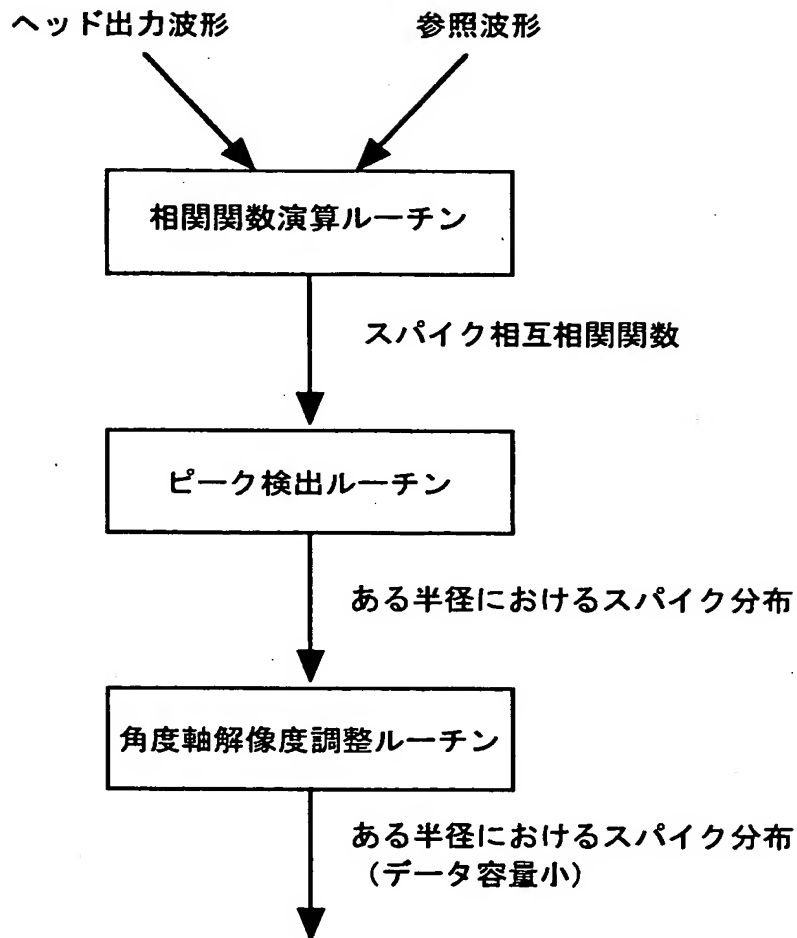 ヘッド出力波形
参照波形
相関関数演算ルーチン
スパイク相互相関関数
ピーク検出ルーチン
ある半径におけるスパイク分布
角度軸解像度調整ルーチン
ある半径におけるスパイク分布
（データ容量小）